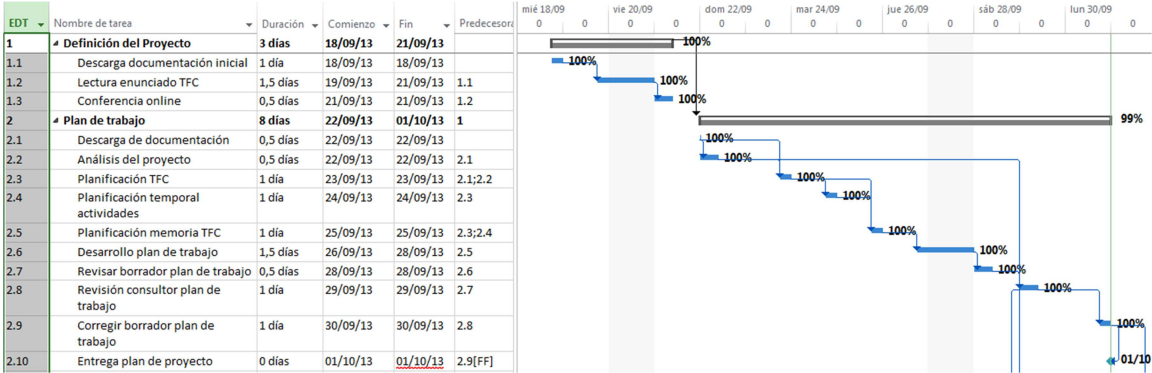 mié 18/09 vie 20/09 dom 22/09 mar 24/09 jue 26/09 sáb 28/09 lun 30/09
EDT Nombre de tarea Duración Comienzo Fin Predecesora
0 0 0 0 0 0 0 0 0 0 0 0 0 0
1 Definición del Proyecto 3 días 18/09/13 21/09/13 100%
1.1 Descarga documentación inicial 1 día 18/09/13 18/09/13 100%
1.2 Lectura enunciado TFC 1,5 días 19/09/13 21/09/13 1.1 100%
1.3 Conferencia online 0,5 días 21/09/13 21/09/13 1.2 100%
2 Plan de trabajo 8 días 22/09/13 01/10/13 1 99%
2.1 Descarga de documentación 0,5 días 22/09/13 22/09/13 100%
2.2 Análisis del proyecto 0,5 días 22/09/13 22/09/13 2.1 100%
2.3 Planificación TFC 1 día 23/09/13 23/09/13 2.1;2.2 100%
2.4 Planificación temporal 1 día 24/09/13 24/09/13 2.3 100%
actividades
2.5 Planificación memoria TFC 1 día 25/09/13 25/09/13 2.3;2.4 100%
2.6 Desarrollo plan de trabajo 1,5 días 26/09/13 28/09/13 2.5 100%
2.7 Revisar borrador plan de trabajo 0,5 días 28/09/13 28/09/13 2.6 100%
2.8 Revisión consultor plan de 1 día 29/09/13 29/09/13 2.7 100%
trabajo
2.9 Corregir borrador plan de 1 día 30/09/13 30/09/13 2.8 100%
trabajo
2.10 Entrega plan de proyecto 0 días 01/10/13 01/10/13 2.9[FF] 01/10